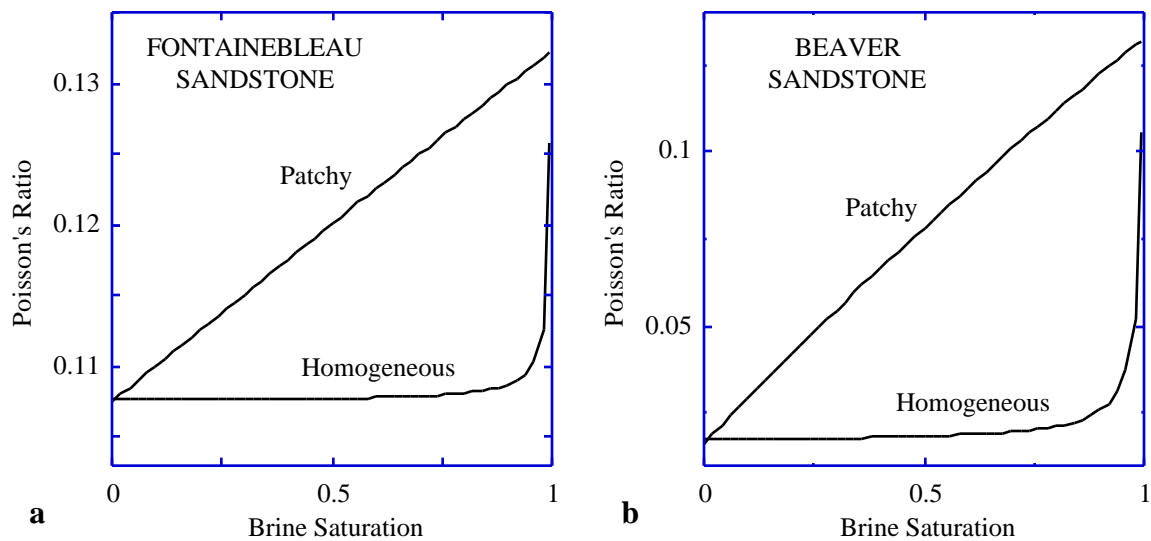 FONTAINEBLEAU
SANDSTONE
0.13
0.12
0.11
Poisson's Ratio
Patchy
Homogeneous
0
0.5
1
Brine Saturation
a
BEAVER
SANDSTONE
0.1
0.05
Poisson's Ratio
Patchy
Homogeneous
0
0.5
1
Brine Saturation
b